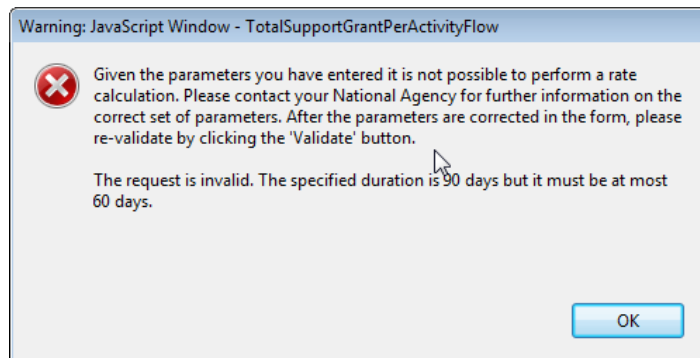 Warning: JavaScript Window - TotalSupportGrantPerActivityFlow
Given the parameters you have entered it is not possible to perform a rate
calculation. Please contact your National Agency for further information on the
correct set of parameters. After the parameters are corrected in the form, please
re-validate by clicking the 'Validate' button.
The request is invalid. The specified duration is 90 days but it must be at most
60 days.
OK